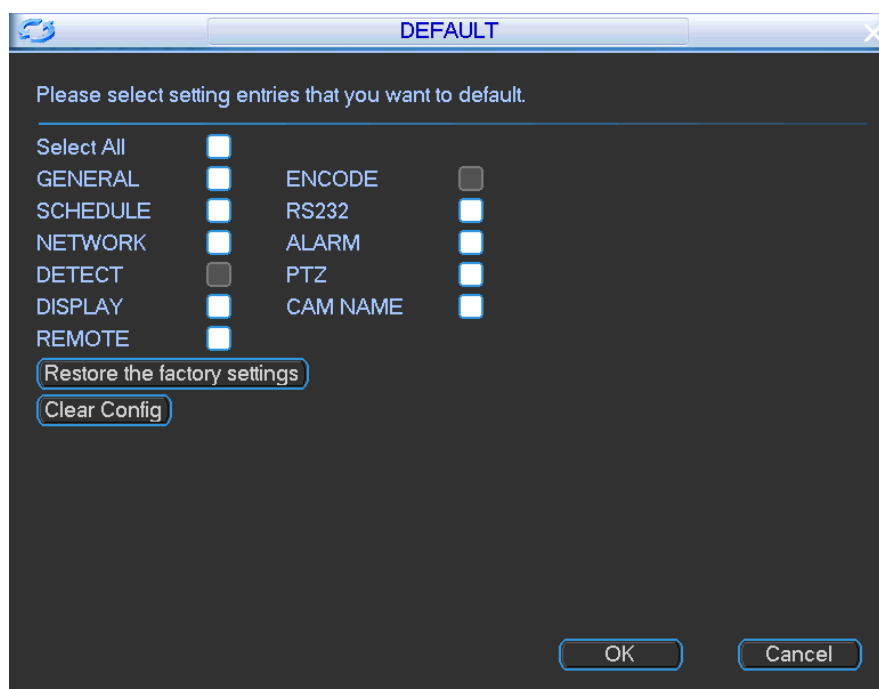 DEFAULT
Please select setting entries that you want to default.
Select All
GENERAL ENCODE
SCHEDULE RS232
NETWORK ALARM
DETECT PTZ
DISPLAY CAM NAME
REMOTE
Restore the factory settings
Clear Config
OK Cancel